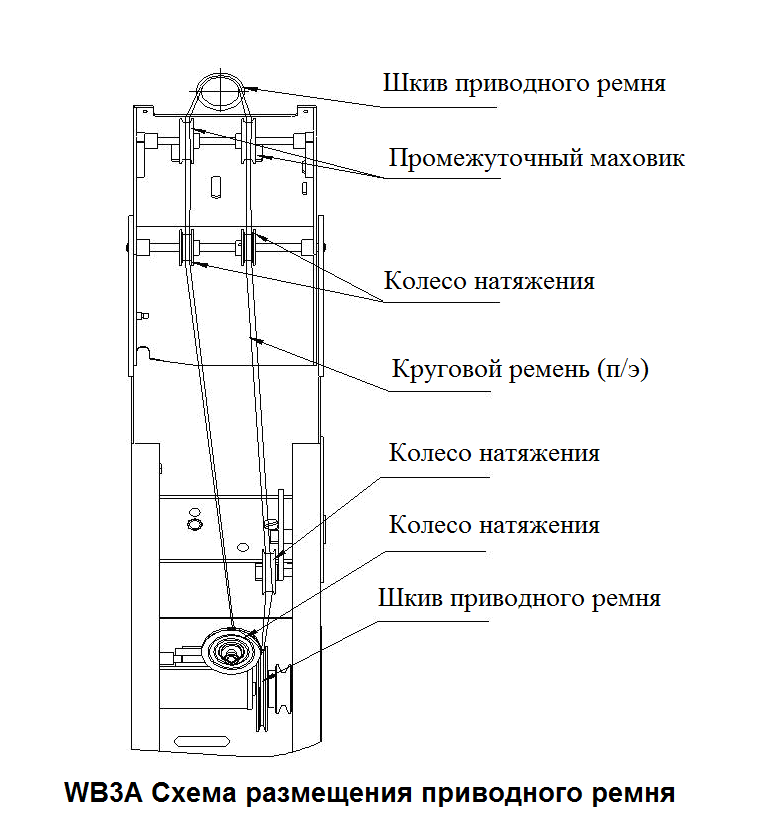 Шкив приводного ремня
Промежуточный маховик
Колесо натяжения
Круговой ремень (п/э)
Колесо натяжения
Колесо натяжения
Шкив приводного ремня
WB3A Схема размещения приводного ремня